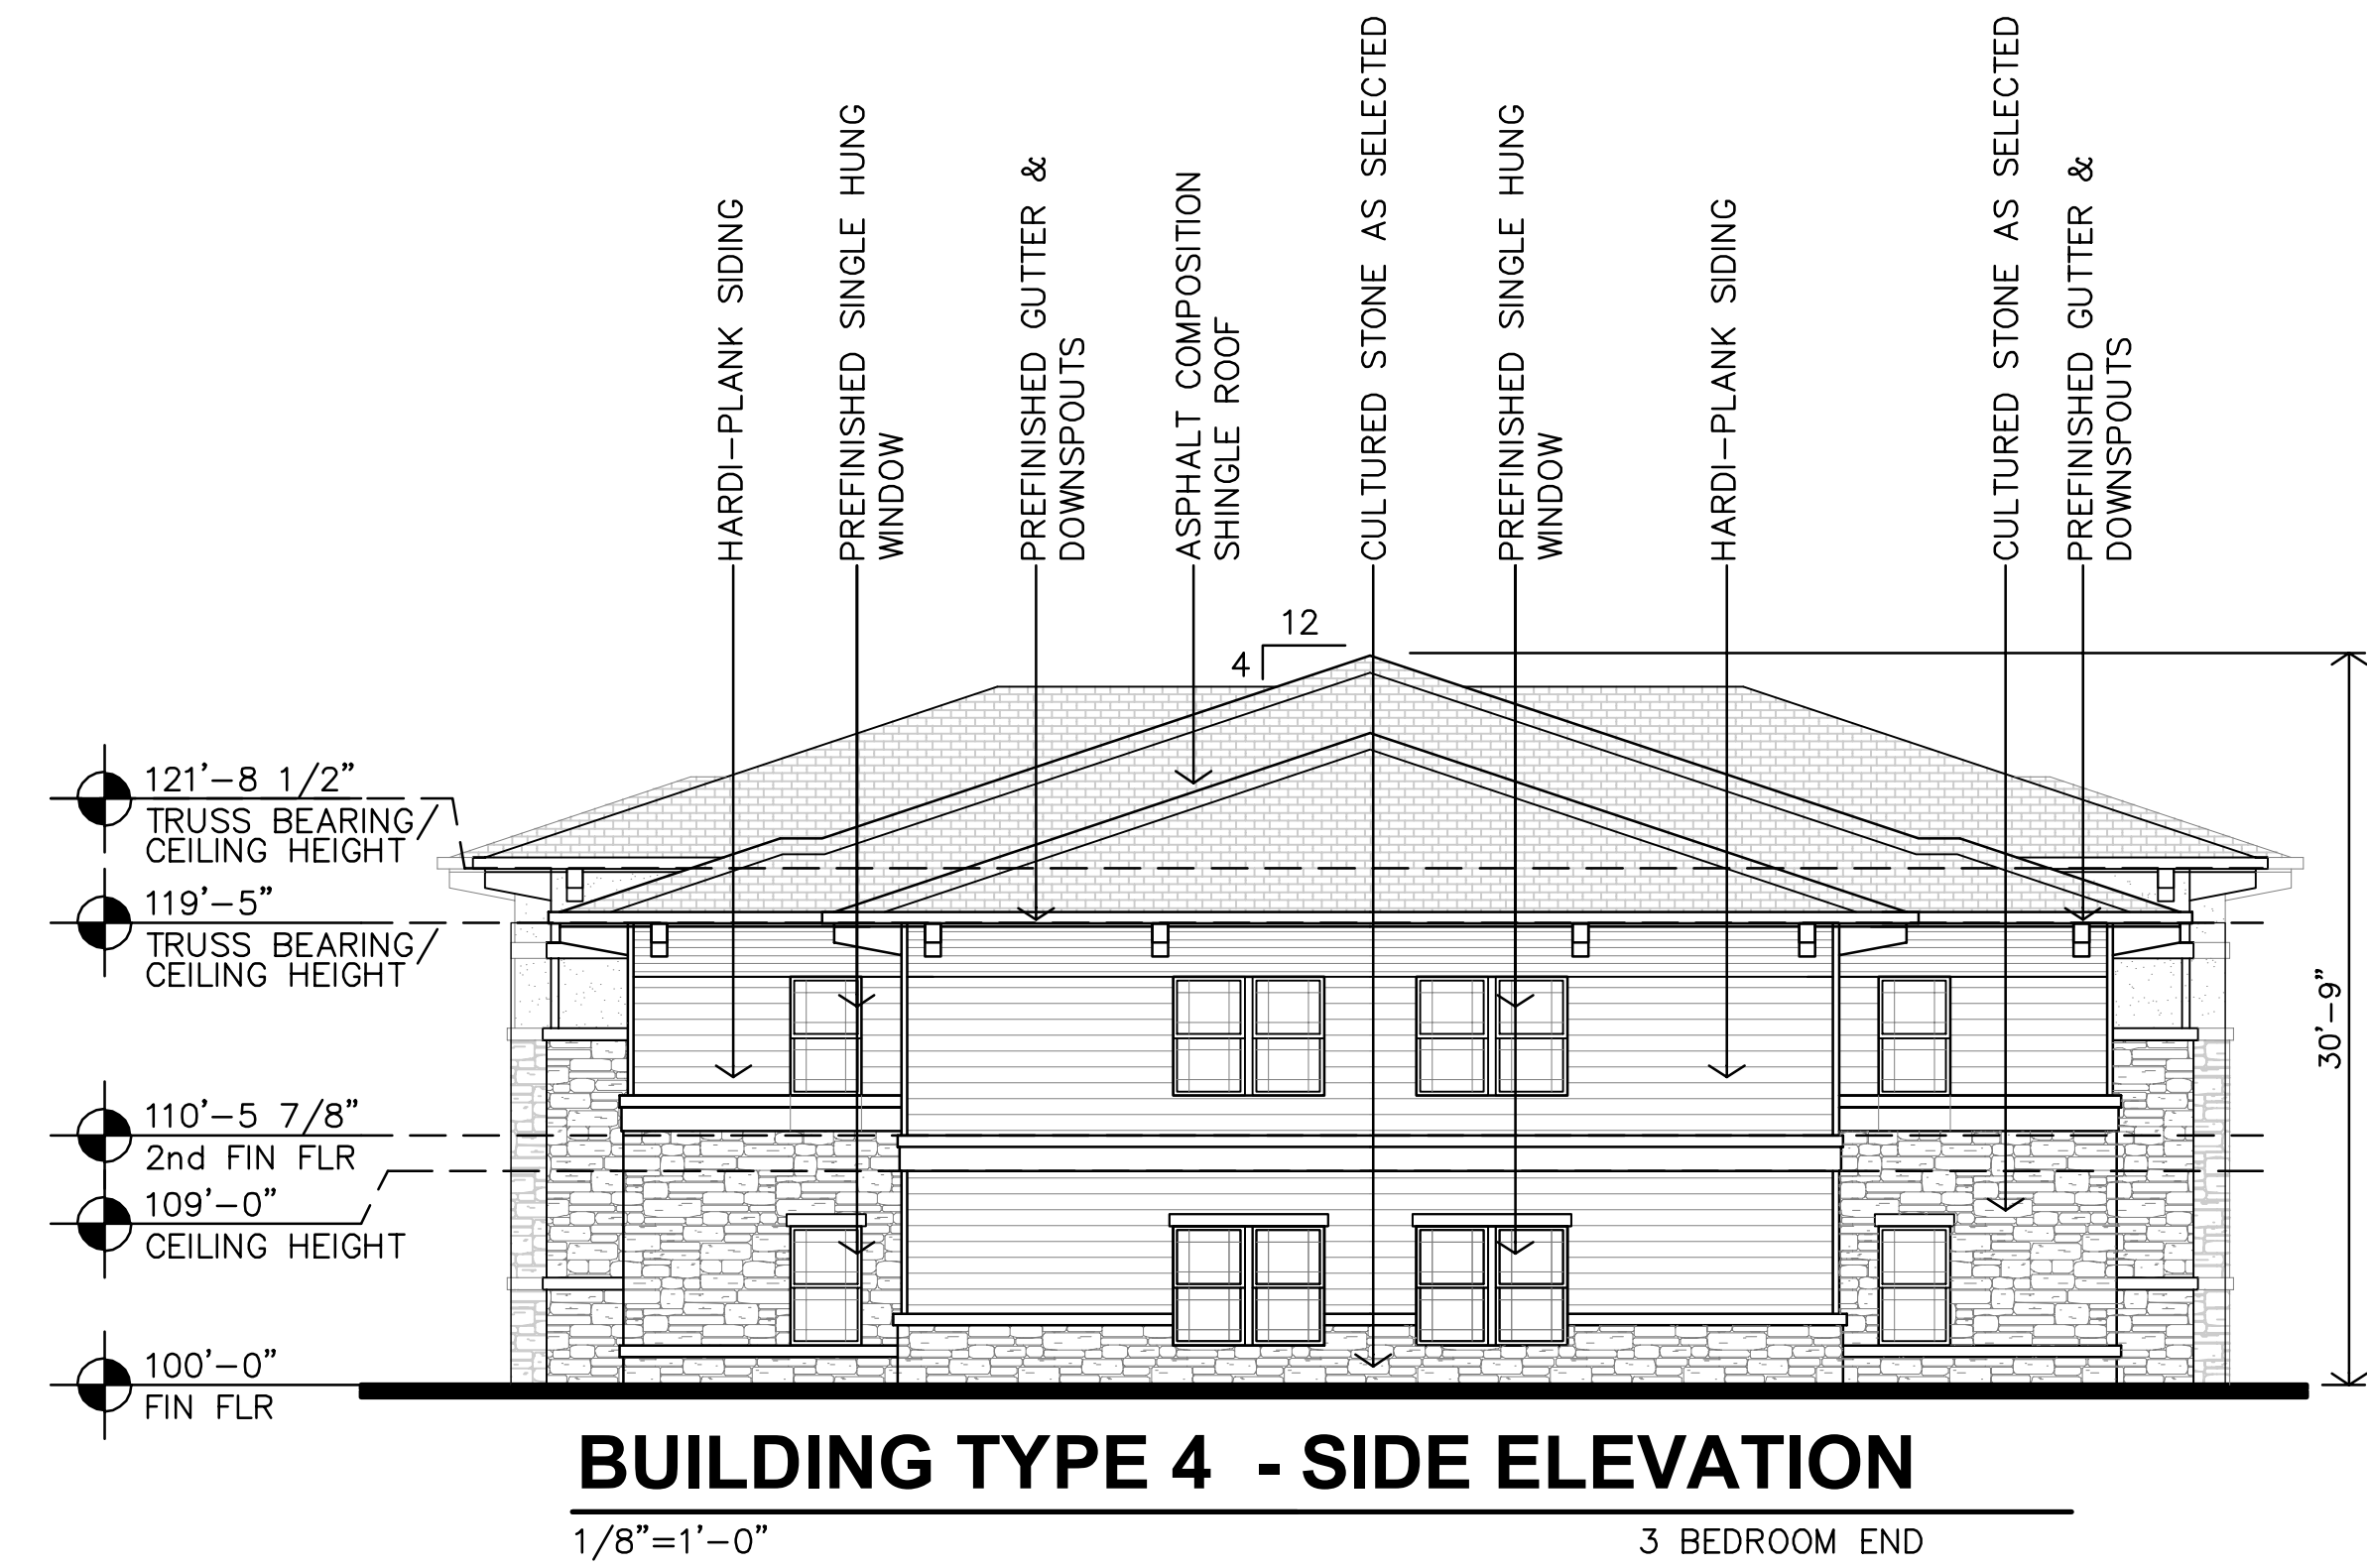 HARDI-PLANK SIDING
PREFINISHED SINGLE HUNG
WINDOW
PREFINISHED GUTTER &
DOWNSPOUTS
ASPHALT COMPOSITION
SHINGLE ROOF
CULTURED STONE AS SELECTED
PREFINISHED SINGLE HUNG
WINDOW
HARDI-PLANK SIDING
CULTURED STONE AS SELECTED
PREFINISHED GUTTER &
DOWNSPOUTS
12
4
121'-8 1/2"
TRUSS BEARING/
CEILING HEIGHT
119'-5"
TRUSS BEARING/
CEILING HEIGHT
110'-5 7/8"
2nd FIN FLR
109'-0"
CEILING HEIGHT
100'-0"
FIN FLR
30'-9"
BUILDING TYPE 4 - SIDE ELEVATION
1/8"=1'-0"
3 BEDROOM END